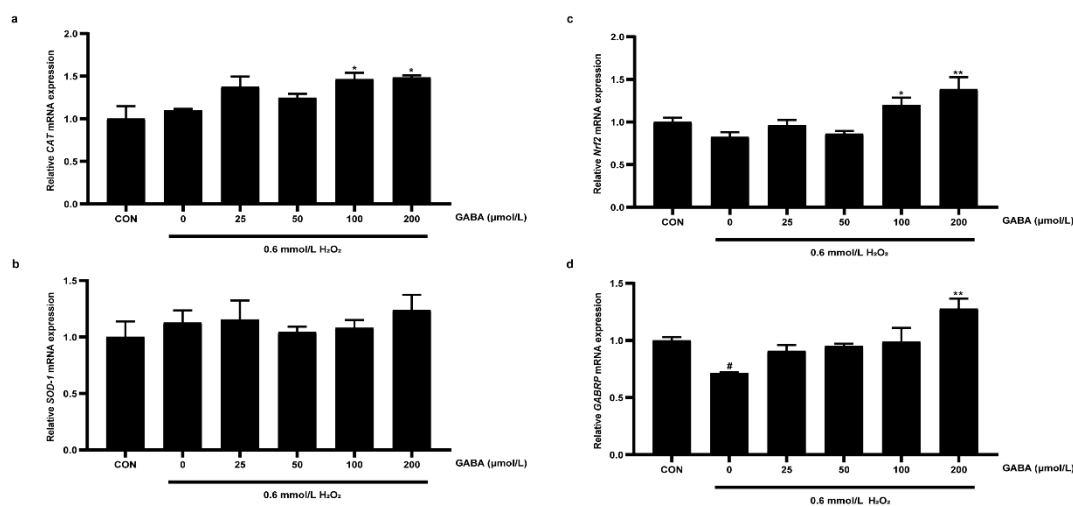 a
Relative CAT mRNA expression
2.0
1.5
*
*
1.0
0.5
0.0
CON 0 25 50 100 200 GABA (μmol/L)
0.6 mmol/L H₂O₂
b
Relative SOD-1 mRNA expression
1.5
1.0
0.5
0.0
CON 0 25 50 100 200 GABA (μmol/L)
0.6 mmol/L H₂O₂
c
Relative Nrf2 mRNA expression
2.0
1.5
**
*
1.0
0.5
0.0
CON 0 25 50 100 200 GABA (μmol/L)
0.6 mmol/L H₂O₂
d
Relative GABRP mRNA expression
1.5
**
1.0
#
0.5
0.0
CON 0 25 50 100 200 GABA (μmol/L)
0.6 mmol/L H₂O₂